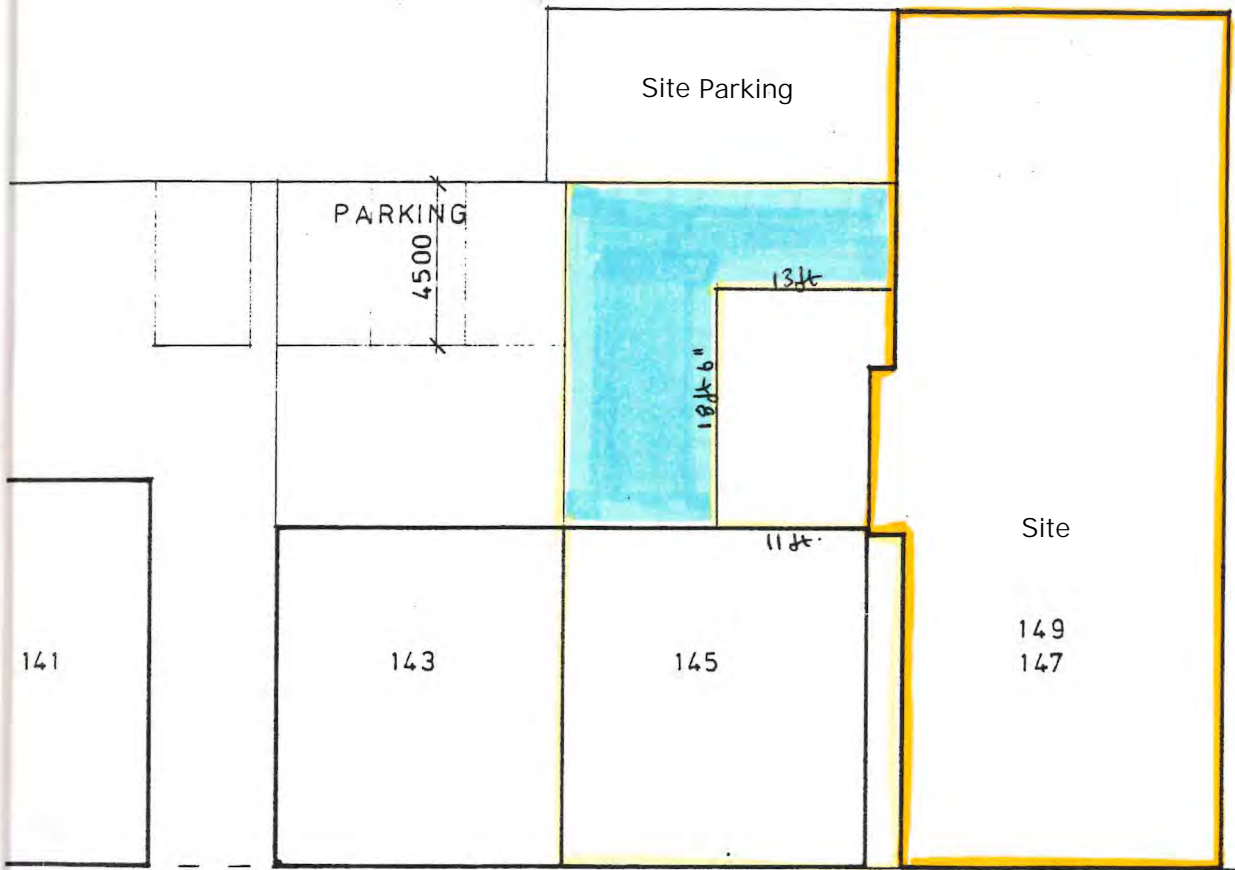 Site Parking
PARKING
4500
13ft
18ft 6"
11ft.
Site
149
147
141
143
145